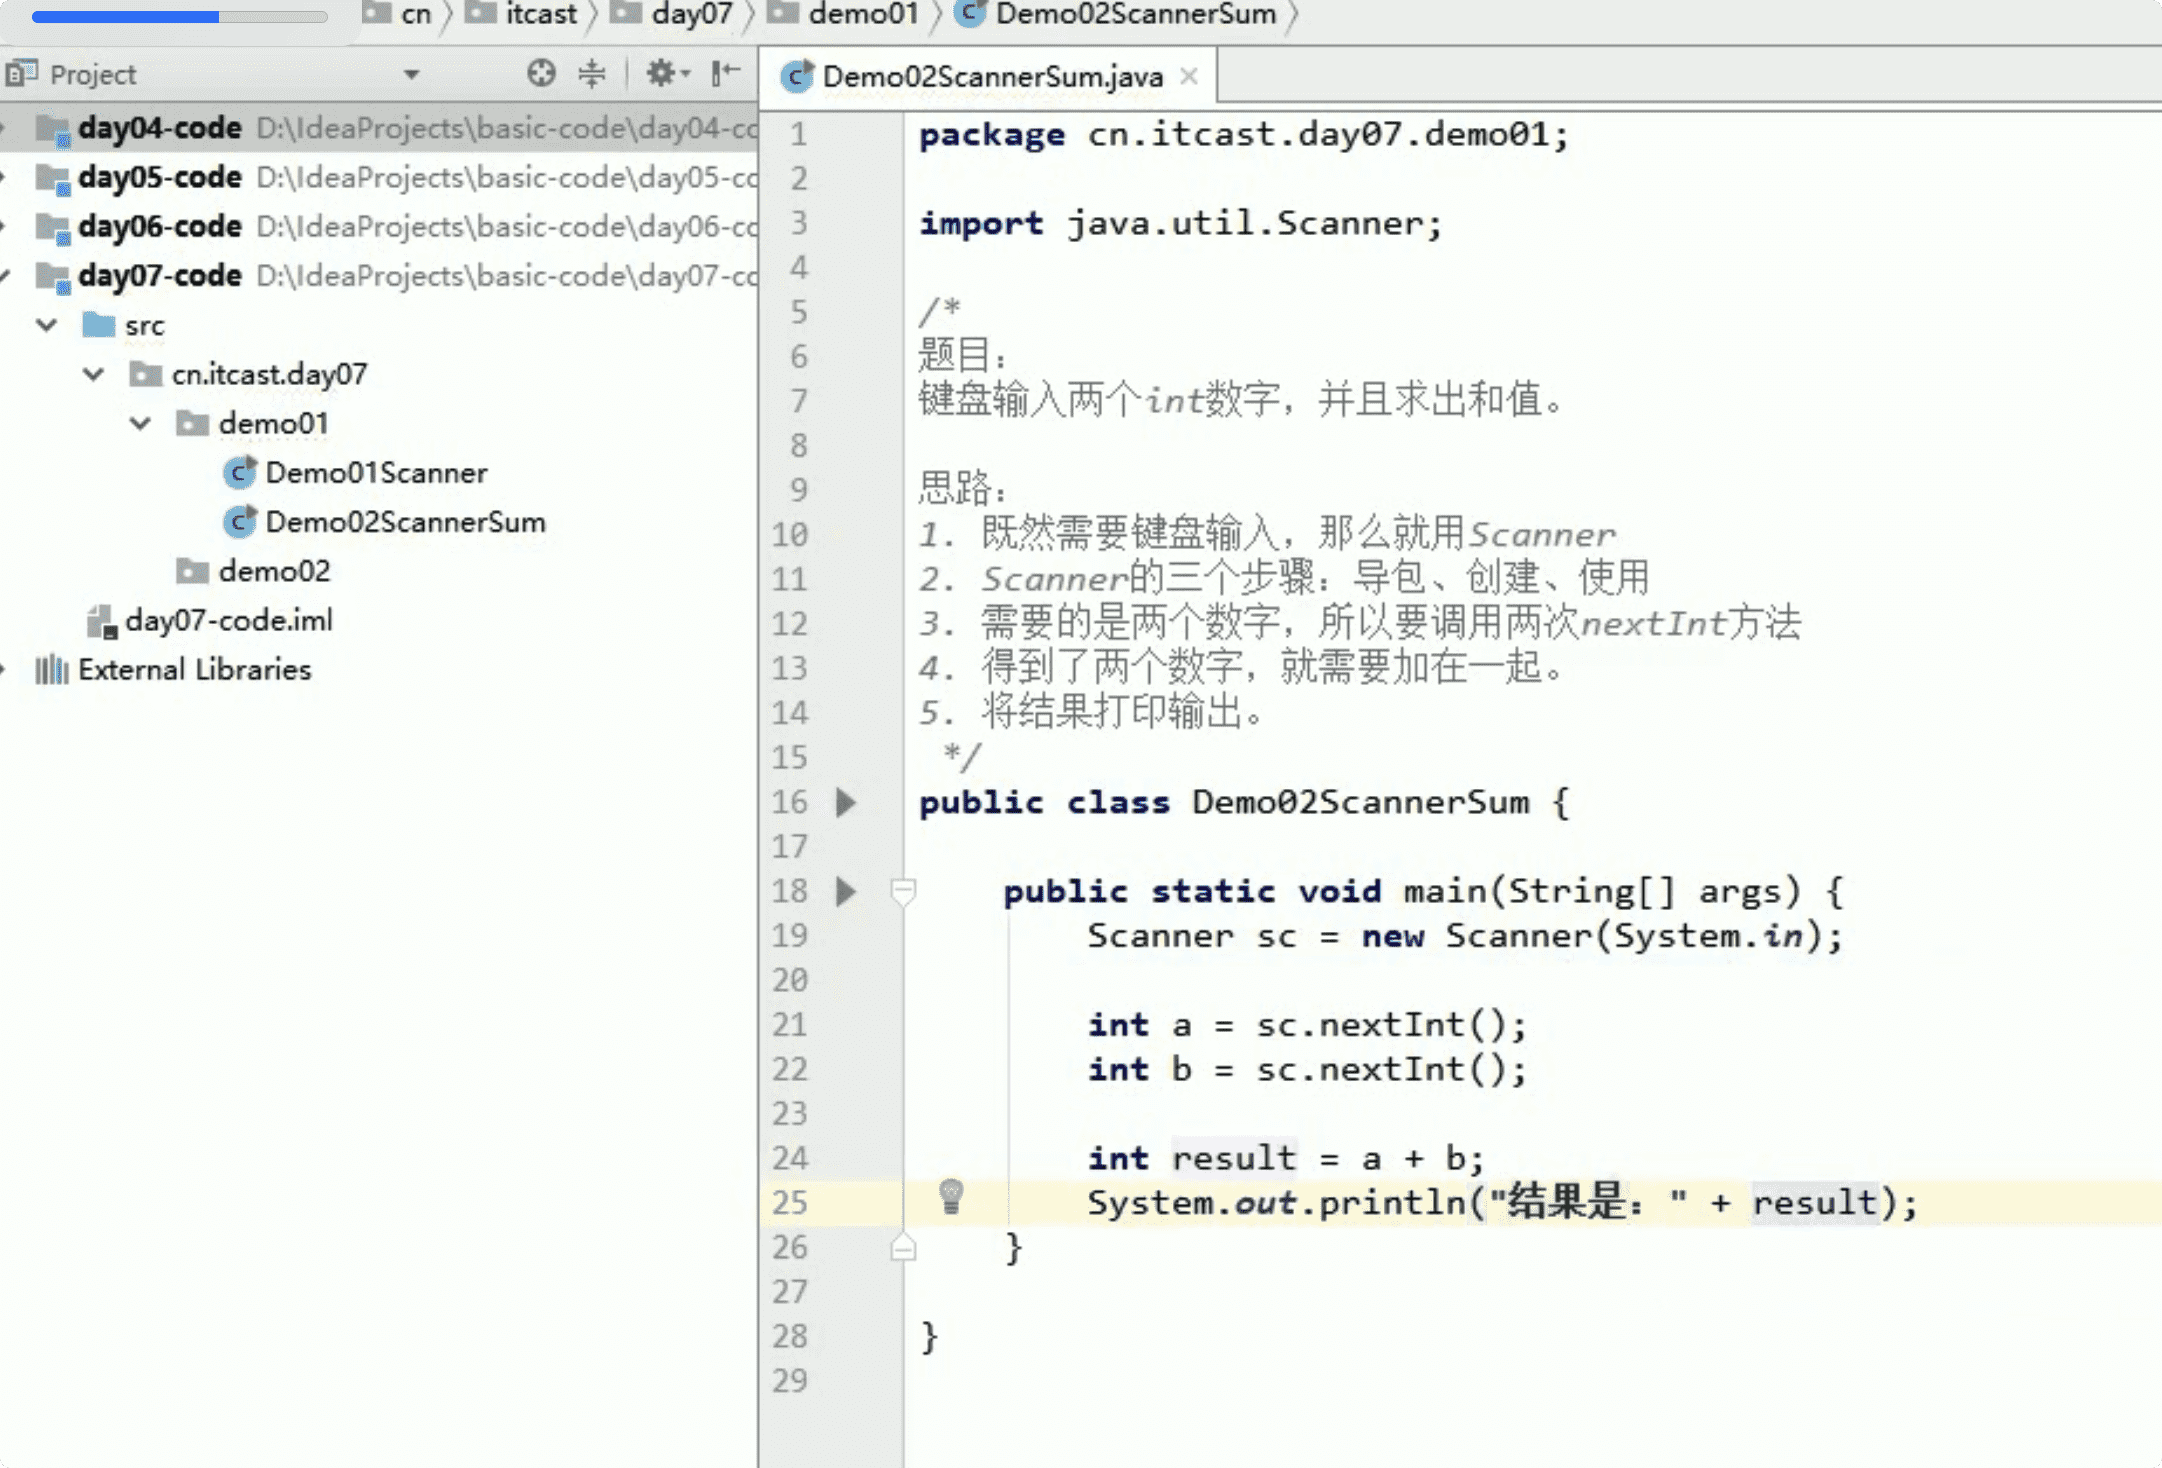 cn itcast day07 demo01 Demo02ScannerSum
Project
day04-code D:\IdeaProjects\basic-code\day04-co
day05-code D:\IdeaProjects\basic-code\day05-co
day06-code D:\IdeaProjects\basic-code\day06-co
day07-code D:\IdeaProjects\basic-code\day07-co
src
cn.itcast.day07
demo01
Demo01Scanner
Demo02ScannerSum
demo02
day07-code.iml
External Libraries
Demo02ScannerSum.java
1 package cn.itcast.day07.demo01;
2
3 import java.util.Scanner;
4
5 /*
6 题目：
7 键盘输入两个int数字，并且求出和值。
8
9 思路：
10 1. 既然需要键盘输入，那么就用Scanner
11 2. Scanner的三个步骤：导包、创建、使用
12 3. 需要的是两个数字，所以要调用两次nextInt方法
13 4. 得到了两个数字，就需要加在一起。
14 5. 将结果打印输出。
15 */
16 public class Demo02ScannerSum {
17
18 public static void main(String[] args) {
19 Scanner sc = new Scanner(System.in);
20
21 int a = sc.nextInt();
22 int b = sc.nextInt();
23
24 int result = a + b;
25 System.out.println("结果是：" + result);
26 }
27
28 }
29